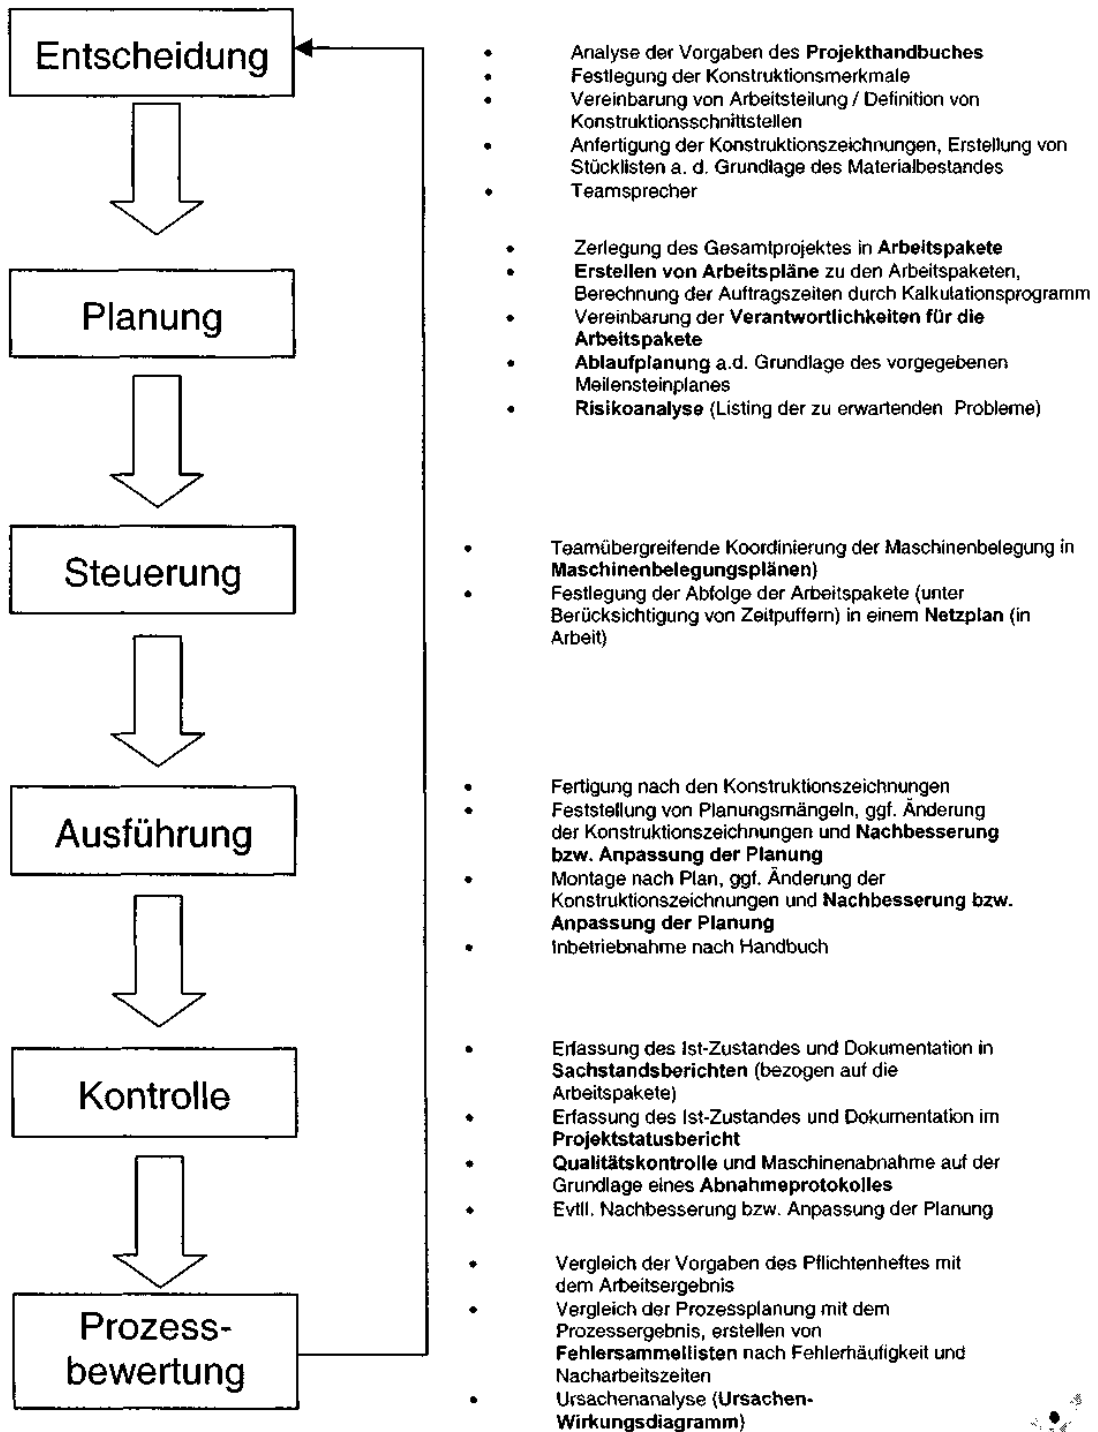 Entscheidung
• Analyse der Vorgaben des Projekthandbuches
• Festlegung der Konstruktionsmerkmale
• Vereinbarung von Arbeitsteilung / Definition von
Konstruktionsschnittstellen
• Anfertigung der Konstruktionszeichnungen, Erstellung von
Stücklisten a. d. Grundlage des Materialbestandes
• Teamsprecher
Planung
• Zerlegung des Gesamtprojektes in Arbeitspakete
• Erstellen von Arbeitspläne zu den Arbeitspaketen,
Berechnung der Auftragszeiten durch Kalkulationsprogramm
• Vereinbarung der Verantwortlichkeiten für die
Arbeitspakete
• Ablaufplanung a.d. Grundlage des vorgegebenen
Meilensteinplanes
• Risikoanalyse (Listing der zu erwartenden Probleme)
Steuerung
• Teamübergreifende Koordinierung der Maschinenbelegung in
Maschinenbelegungsplänen)
• Festlegung der Abfolge der Arbeitspakete (unter
Berücksichtigung von Zeitpuffern) in einem Netzplan (in
Arbeit)
Ausführung
• Fertigung nach den Konstruktionszeichnungen
• Feststellung von Planungsmängeln, ggf. Änderung
der Konstruktionszeichnungen und Nachbesserung
bzw. Anpassung der Planung
• Montage nach Plan, ggf. Änderung der
Konstruktionszeichnungen und Nachbesserung bzw.
Anpassung der Planung
• Inbetriebnahme nach Handbuch
Kontrolle
• Erfassung des Ist-Zustandes und Dokumentation in
Sachstandsberichten (bezogen auf die
Arbeitspakete)
• Erfassung des Ist-Zustandes und Dokumentation im
Projektstatusbericht
• Qualitätskontrolle und Maschinenabnahme auf der
Grundlage eines Abnahmeprotokolles
• Evtll. Nachbesserung bzw. Anpassung der Planung
Prozess-
bewertung
• Vergleich der Vorgaben des Pflichtenheftes mit
dem Arbeitsergebnis
• Vergleich der Prozessplanung mit dem
Prozessergebnis, erstellen von
Fehlersammellisten nach Fehlerhäufigkeit und
Nacharbeitszeiten
• Ursachenanalyse (Ursachen-
Wirkungsdiagramm)